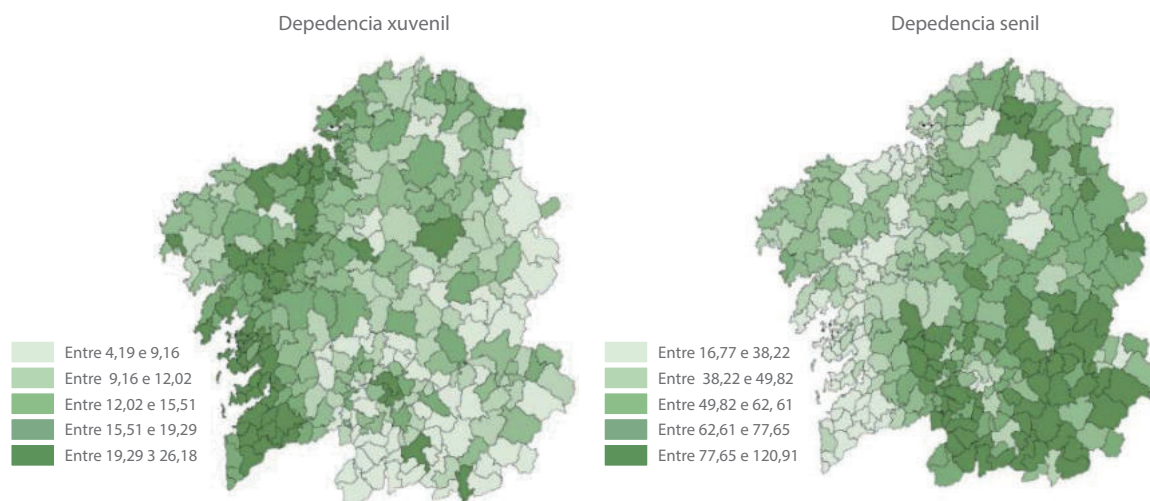 Depedencia xuvenil
Depedencia senil
Entre 4,19 e 9,16
Entre 9,16 e 12,02
Entre 12,02 e 15,51
Entre 15,51 e 19,29
Entre 19,29 3 26,18
Entre 16,77 e 38,22
Entre 38,22 e 49,82
Entre 49,82 e 62, 61
Entre 62,61 e 77,65
Entre 77,65 e 120,91